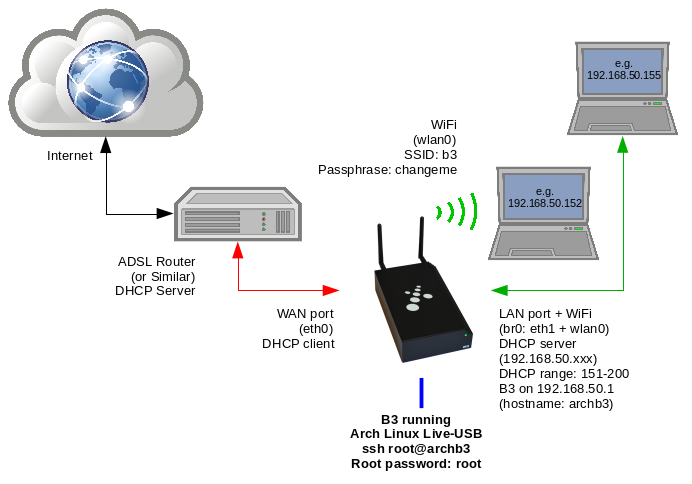 Internet
ADSL Router
(or Similar)
DHCP Server
WAN port
(eth0)
DHCP client
WiFi
(wlan0)
SSID: b3
Passphrase: changeme
e.g.
192.168.50.155
e.g.
192.168.50.152
LAN port + WiFi
(br0: eth1 + wlan0)
DHCP server
(192.168.50.xxx)
DHCP range: 151-200
B3 on 192.168.50.1
(hostname: archb3)
B3 running
Arch Linux Live-USB
ssh root@archb3
Root password: root